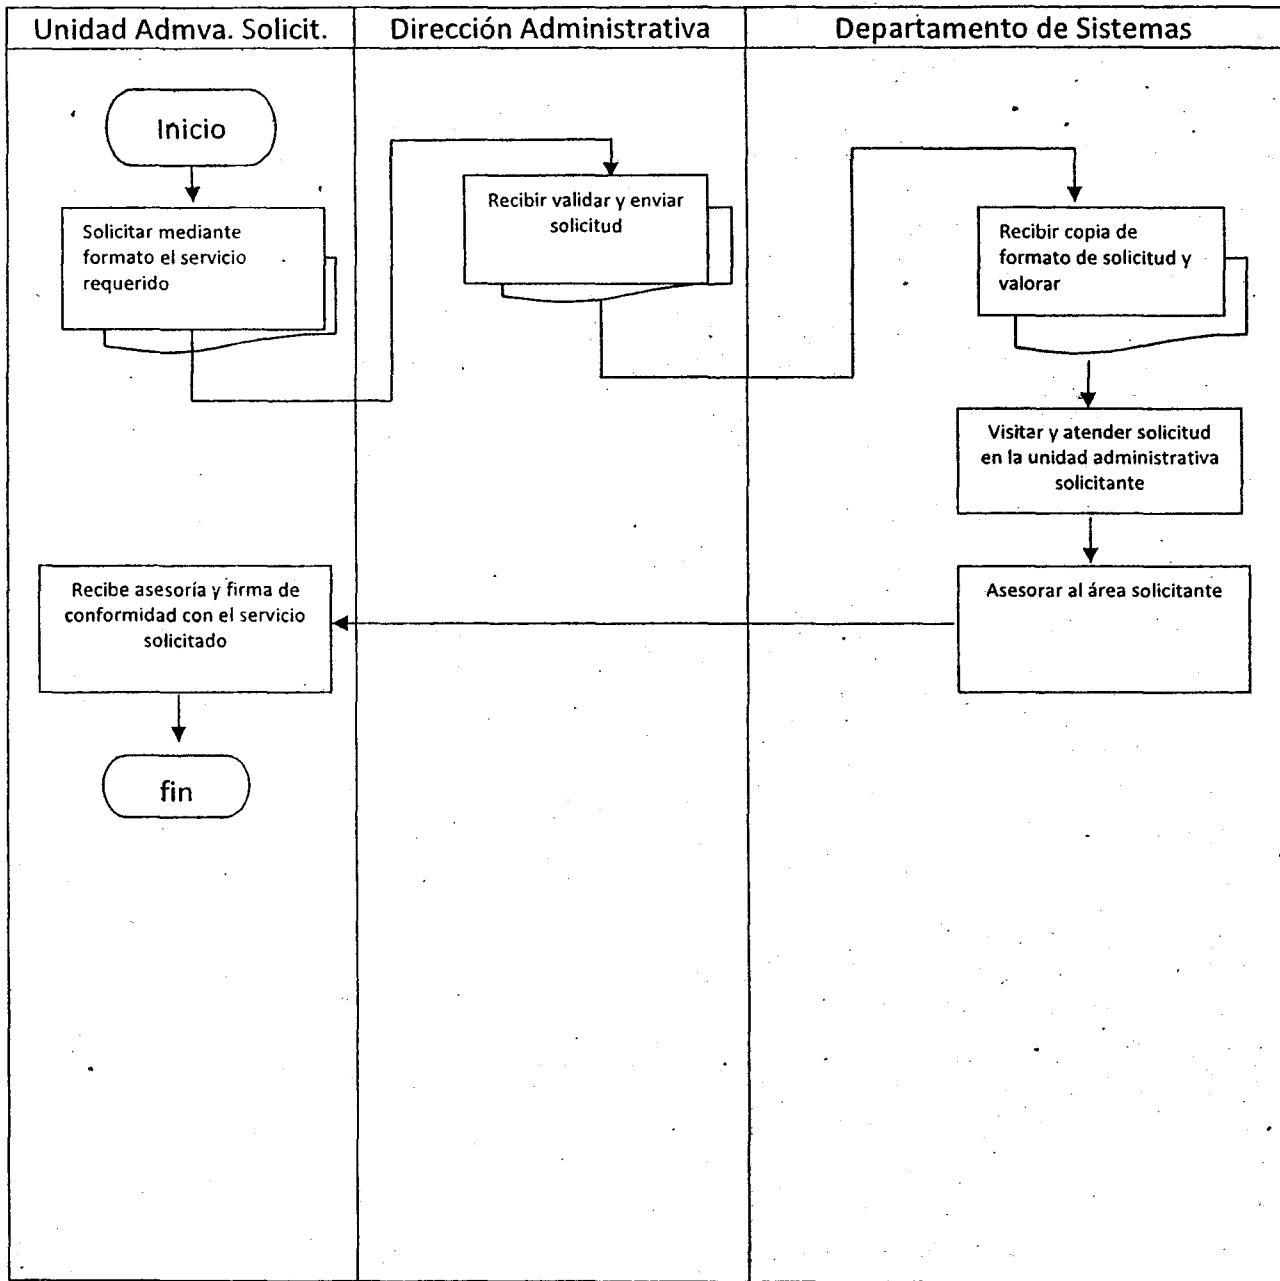 Unidad Admva. Solicit.
Dirección Administrativa
Departamento de Sistemas
Inicio
Solicitar mediante
formato el servicio
requerido
Recibir validar y enviar
solicitud
Recibir copia de
formato de solicitud y
valorar
Visitar y atender solicitud
en la unidad administrativa
solicitante
Asesorar al área solicitante
Recibe asesoría y firma de
conformidad con el servicio
solicitado
fin